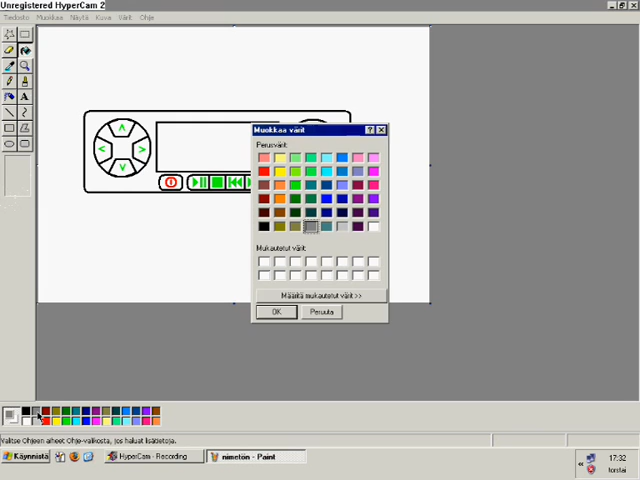 Unregistered HyperCam 2
Tiedosto Muokkaa Näytä Kuva Värit Ohje
Muokkaa värit
Perusvärit:
Mukautetut värit:
Määritä mukautetut värit >>
OK Peruuta
Valitse Ohjeen aiheet Ohje-valikosta, jos haluat lisätietoja.
Käynnistä
HyperCam - Recording
nimetön - Paint
17:32
torstai